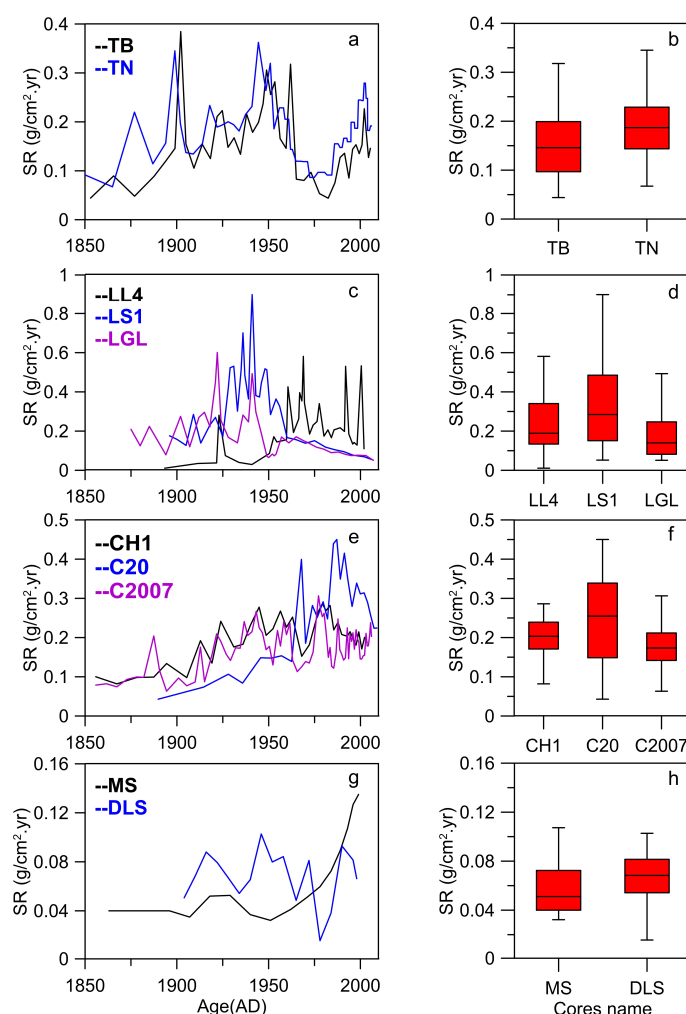 a
--TB
--TN
SR (g/cm².yr)
0.4
0.3
0.2
0.1
0
1850 1900 1950 2000
b
SR (g/cm².yr)
0.4
0.3
0.2
0.1
0
TB TN
c
--LL4
--LS1
--LGL
SR (g/cm².yr)
1
0.8
0.6
0.4
0.2
0
1850 1900 1950 2000
d
SR (g/cm².yr)
1
0.8
0.6
0.4
0.2
0
LL4 LS1 LGL
e
--CH1
--C20
--C2007
SR (g/cm².yr)
0.5
0.4
0.3
0.2
0.1
0
1850 1900 1950 2000
f
SR (g/cm².yr)
0.5
0.4
0.3
0.2
0.1
0
CH1 C20 C2007
g
--MS
--DLS
SR (g/cm².yr)
0.16
0.12
0.08
0.04
0
1850 1900 1950 2000
Age(AD)
h
SR (g/cm².yr)
0.16
0.12
0.08
0.04
0
MS DLS
Cores name